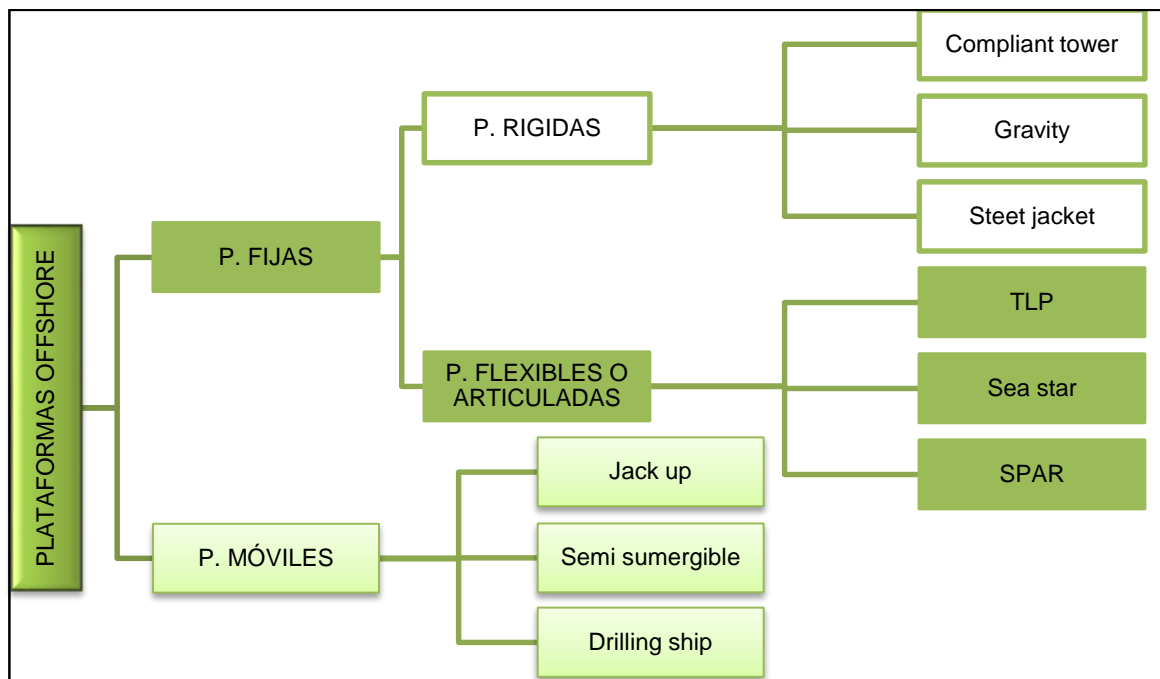 PLATAFORMAS OFFSHORE
P. FIJAS
P. RIGIDAS
Compliant tower
Gravity
Steet jacket
P. FLEXIBLES O
ARTICULADAS
TLP
Sea star
SPAR
P. MÓVILES
Jack up
Semi sumergible
Drilling ship